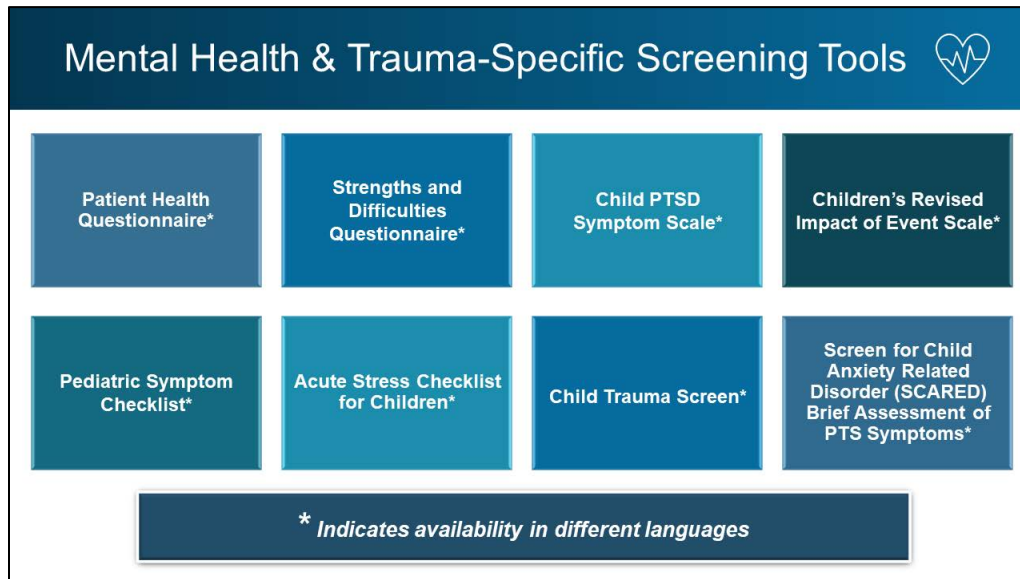 Mental Health & Trauma-Specific Screening Tools
Patient Health
Questionnaire*
Strengths and
Difficulties
Questionnaire*
Child PTSD
Symptom Scale*
Children’s Revised
Impact of Event Scale*
Pediatric Symptom
Checklist*
Acute Stress Checklist
for Children*
Child Trauma Screen*
Screen for Child
Anxiety Related
Disorder (SCARED)
Brief Assessment of
PTS Symptoms*
* Indicates availability in different languages